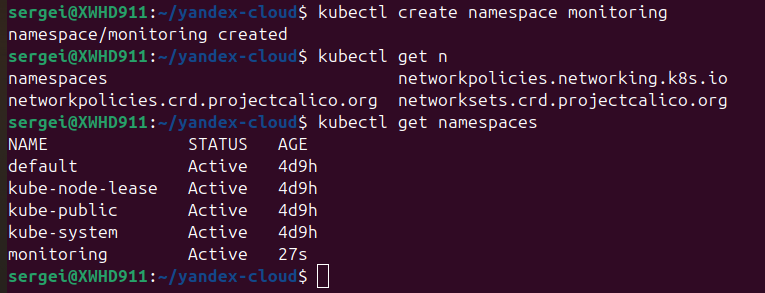 sergei@XWHD911:~/yandex-cloud$ kubectl create namespace monitoring
namespace/monitoring created
sergei@XWHD911:~/yandex-cloud$ kubectl get n
namespaces                           networkpolicies.networking.k8s.io
networkpolicies.crd.projectcalico.org  networksets.crd.projectcalico.org
sergei@XWHD911:~/yandex-cloud$ kubectl get namespaces
NAME              STATUS   AGE
default           Active   4d9h
kube-node-lease   Active   4d9h
kube-public       Active   4d9h
kube-system       Active   4d9h
monitoring        Active   27s
sergei@XWHD911:~/yandex-cloud$